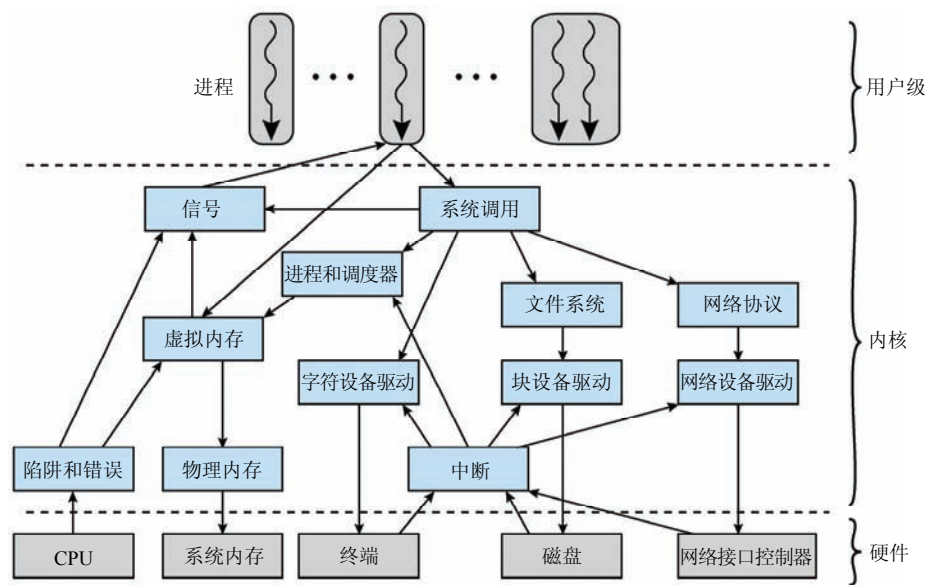 进程
用户级
信号
系统调用
进程和调度器
文件系统
网络协议
虚拟内存
内核
字符设备驱动
块设备驱动
网络设备驱动
陷阱和错误
物理内存
中断
CPU
系统内存
终端
磁盘
网络接口控制器
硬件